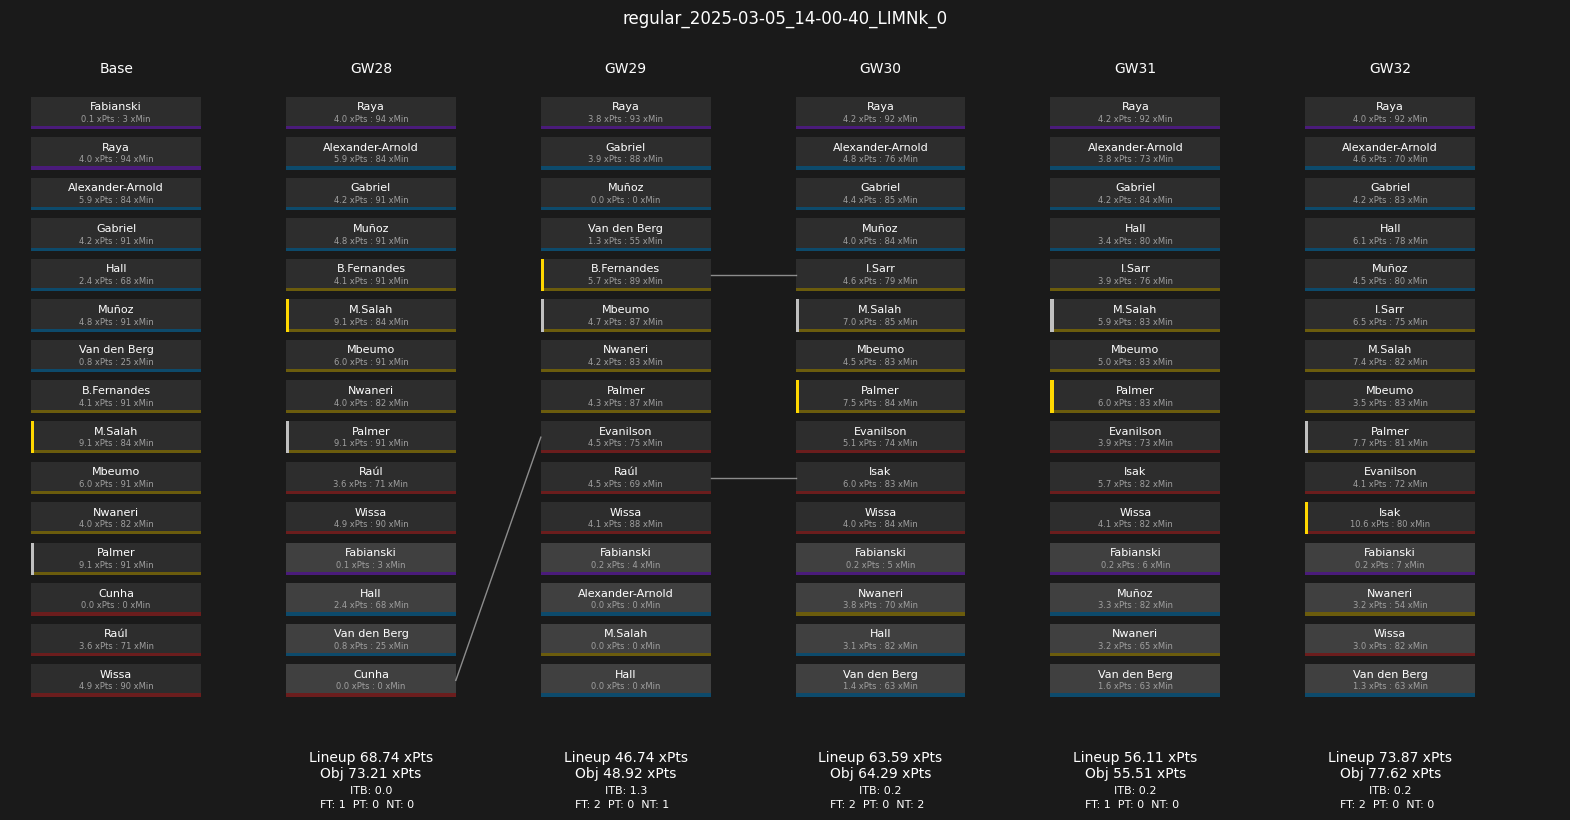 regular_2025-03-05_14-00-40_LIMNk_0
Base
Fabianski
0.1 xPts : 3 xMin
Raya
4.0 xPts : 94 xMin
Alexander-Arnold
5.9 xPts : 84 xMin
Gabriel
4.2 xPts : 91 xMin
Hall
2.4 xPts : 68 xMin
Muñoz
4.8 xPts : 91 xMin
Van den Berg
0.8 xPts : 25 xMin
B.Fernandes
4.1 xPts : 91 xMin
M.Salah
9.1 xPts : 84 xMin
Mbeumo
6.0 xPts : 91 xMin
Nwaneri
4.0 xPts : 82 xMin
Palmer
9.1 xPts : 91 xMin
Cunha
0.0 xPts : 0 xMin
Raúl
3.6 xPts : 71 xMin
Wissa
4.9 xPts : 90 xMin
GW28
Raya
4.0 xPts : 94 xMin
Alexander-Arnold
5.9 xPts : 84 xMin
Gabriel
4.2 xPts : 91 xMin
Muñoz
4.8 xPts : 91 xMin
B.Fernandes
4.1 xPts : 91 xMin
M.Salah
9.1 xPts : 84 xMin
Mbeumo
6.0 xPts : 91 xMin
Nwaneri
4.0 xPts : 82 xMin
Palmer
9.1 xPts : 91 xMin
Raúl
3.6 xPts : 71 xMin
Wissa
4.9 xPts : 90 xMin
Fabianski
0.1 xPts : 3 xMin
Hall
2.4 xPts : 68 xMin
Van den Berg
0.8 xPts : 25 xMin
Cunha
0.0 xPts : 0 xMin
Lineup 68.74 xPts
Obj 73.21 xPts
ITB: 0.0
FT: 1 PT: 0 NT: 0
GW29
Raya
3.8 xPts : 93 xMin
Gabriel
3.9 xPts : 88 xMin
Muñoz
0.0 xPts : 0 xMin
Van den Berg
1.3 xPts : 55 xMin
B.Fernandes
5.7 xPts : 89 xMin
Mbeumo
4.7 xPts : 87 xMin
Nwaneri
4.2 xPts : 83 xMin
Palmer
4.3 xPts : 87 xMin
Evanilson
4.5 xPts : 75 xMin
Raúl
4.5 xPts : 69 xMin
Wissa
4.1 xPts : 88 xMin
Fabianski
0.2 xPts : 4 xMin
Alexander-Arnold
0.0 xPts : 0 xMin
M.Salah
0.0 xPts : 0 xMin
Hall
0.0 xPts : 0 xMin
Lineup 46.74 xPts
Obj 48.92 xPts
ITB: 1.3
FT: 2 PT: 0 NT: 1
GW30
Raya
4.2 xPts : 92 xMin
Alexander-Arnold
4.8 xPts : 76 xMin
Gabriel
4.4 xPts : 85 xMin
Muñoz
4.0 xPts : 84 xMin
I.Sarr
4.6 xPts : 79 xMin
M.Salah
7.0 xPts : 85 xMin
Mbeumo
4.5 xPts : 83 xMin
Palmer
7.5 xPts : 84 xMin
Evanilson
5.1 xPts : 74 xMin
Isak
6.0 xPts : 83 xMin
Wissa
4.0 xPts : 84 xMin
Fabianski
0.2 xPts : 5 xMin
Nwaneri
3.8 xPts : 70 xMin
Hall
3.1 xPts : 82 xMin
Van den Berg
1.4 xPts : 63 xMin
Lineup 63.59 xPts
Obj 64.29 xPts
ITB: 0.2
FT: 2 PT: 0 NT: 2
GW31
Raya
4.2 xPts : 92 xMin
Alexander-Arnold
3.8 xPts : 73 xMin
Gabriel
4.2 xPts : 84 xMin
Hall
3.4 xPts : 80 xMin
I.Sarr
3.9 xPts : 76 xMin
M.Salah
5.9 xPts : 83 xMin
Mbeumo
5.0 xPts : 83 xMin
Palmer
6.0 xPts : 83 xMin
Evanilson
3.9 xPts : 73 xMin
Isak
5.7 xPts : 82 xMin
Wissa
4.1 xPts : 82 xMin
Fabianski
0.2 xPts : 6 xMin
Muñoz
3.3 xPts : 82 xMin
Nwaneri
3.2 xPts : 65 xMin
Van den Berg
1.6 xPts : 63 xMin
Lineup 56.11 xPts
Obj 55.51 xPts
ITB: 0.2
FT: 1 PT: 0 NT: 0
GW32
Raya
4.0 xPts : 92 xMin
Alexander-Arnold
4.6 xPts : 70 xMin
Gabriel
4.2 xPts : 83 xMin
Hall
6.1 xPts : 78 xMin
Muñoz
4.5 xPts : 80 xMin
I.Sarr
6.5 xPts : 75 xMin
M.Salah
7.4 xPts : 82 xMin
Mbeumo
3.5 xPts : 83 xMin
Palmer
7.7 xPts : 81 xMin
Evanilson
4.1 xPts : 72 xMin
Isak
10.6 xPts : 80 xMin
Fabianski
0.2 xPts : 7 xMin
Nwaneri
3.2 xPts : 54 xMin
Wissa
3.0 xPts : 82 xMin
Van den Berg
1.3 xPts : 63 xMin
Lineup 73.87 xPts
Obj 77.62 xPts
ITB: 0.2
FT: 2 PT: 0 NT: 0